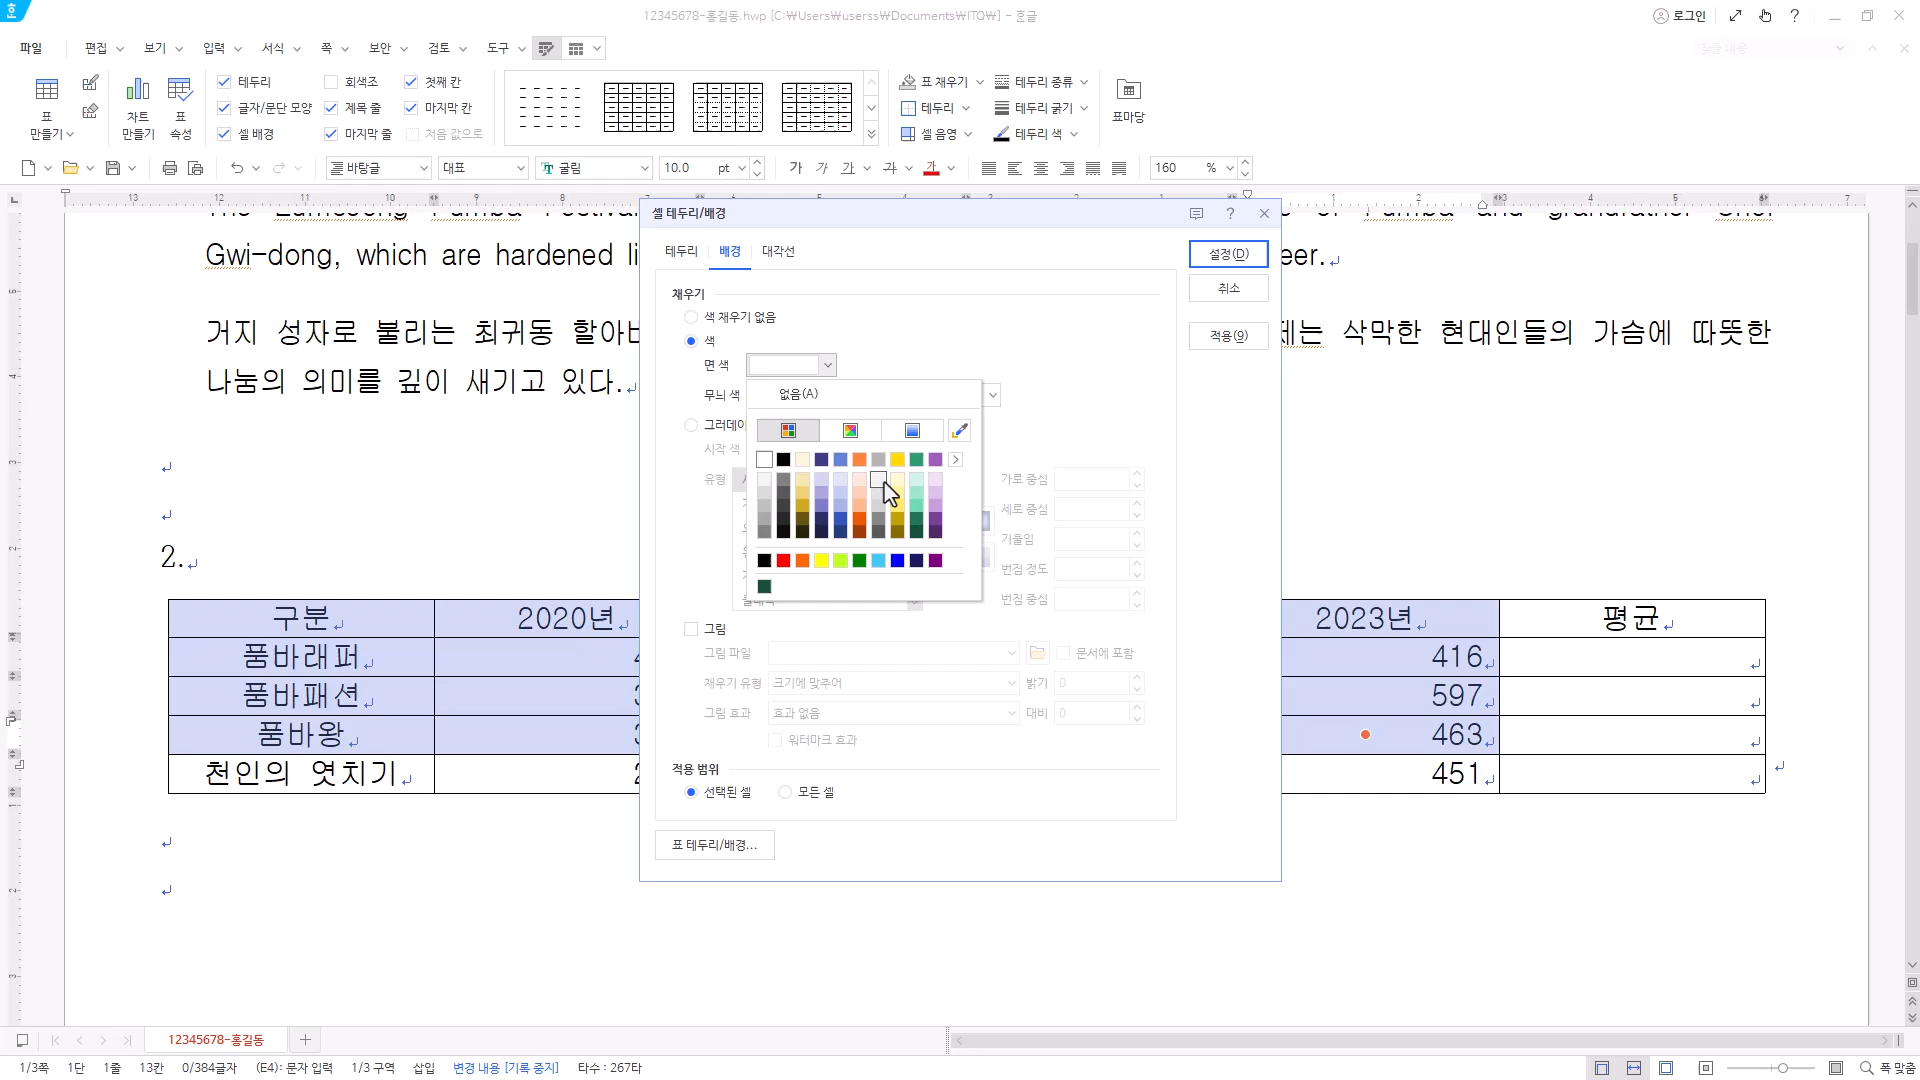 12345678-홍길동.hwp [C:₩Users₩userss₩Documents₩ITQ₩] - 한글
로그인
파일 편집 보기 입력 서식 쪽 보안 검토 도구
표 만들기
차트 만들기
표 속성
테두리 회색조 첫째 칸
글자/문단 모양 제목 줄 마지막 칸
셀 배경 마지막 줄 처음 값으로
표 채우기 테두리 종류
테두리 테두리 굵기
셀 음영 테두리 색
표마당
바탕글 대표 굴림 10.0 pt 가 가 가 가 가 160 %
셀 테두리/배경
테두리 배경 대각선
설정(D)
취소
적용(9)
채우기
색 채우기 없음
색
면 색
무늬 색
없음(A)
시작 색
유형
가로 중심
세로 중심
기울임
번짐 정도
번짐 중심
그림
그림 파일 문서에 포함
채우기 유형 크기에 맞추어 밝기 0
그림 효과 효과 없음 대비 0
워터마크 효과
적용 범위
선택된 셀 모든 셀
표 테두리/배경...
Gwi-dong, which are hardened
거지 성자로 불리는 최귀동 삭막한 현대인들의 가슴에 따뜻한
나눔의 의미를 깊이 새기고 있다.
2.
구분 2020년 2023년 평균
품바래퍼 416
품바패션 597
품바왕 463
천인의 엿치기 451
12345678-홍길동
1/3쪽 1단 1줄 13칸 0/384글자 (E4): 문자 입력 1/3 구역 삽입 변경 내용 [기록 중지] 타수 : 267타
폭 맞춤